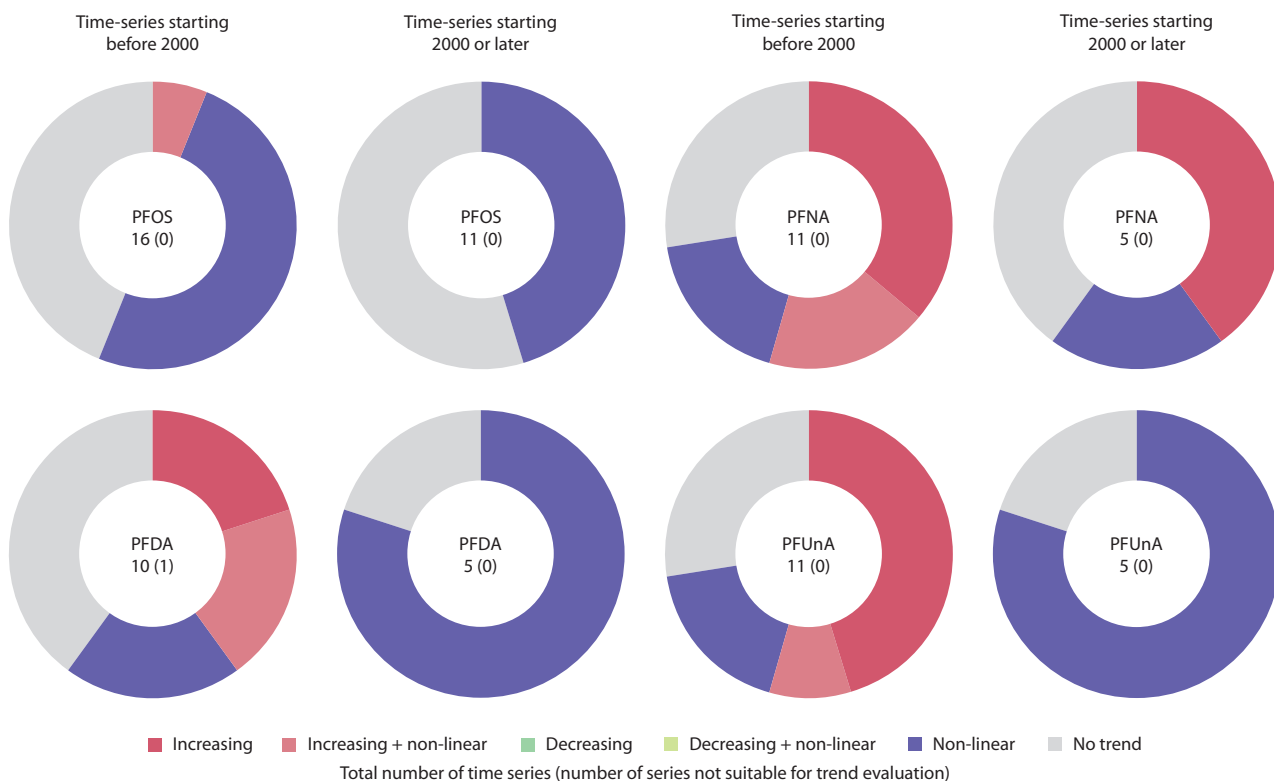 Time-series starting
before 2000
Time-series starting
2000 or later
Time-series starting
before 2000
Time-series starting
2000 or later
PFOS
16 (0)
PFOS
11 (0)
PFNA
11 (0)
PFNA
5 (0)
PFDA
10 (1)
PFDA
5 (0)
PFUnA
11 (0)
PFUnA
5 (0)
Increasing
Increasing + non-linear
Decreasing
Decreasing + non-linear
Non-linear
No trend
Total number of time series (number of series not suitable for trend evaluation)